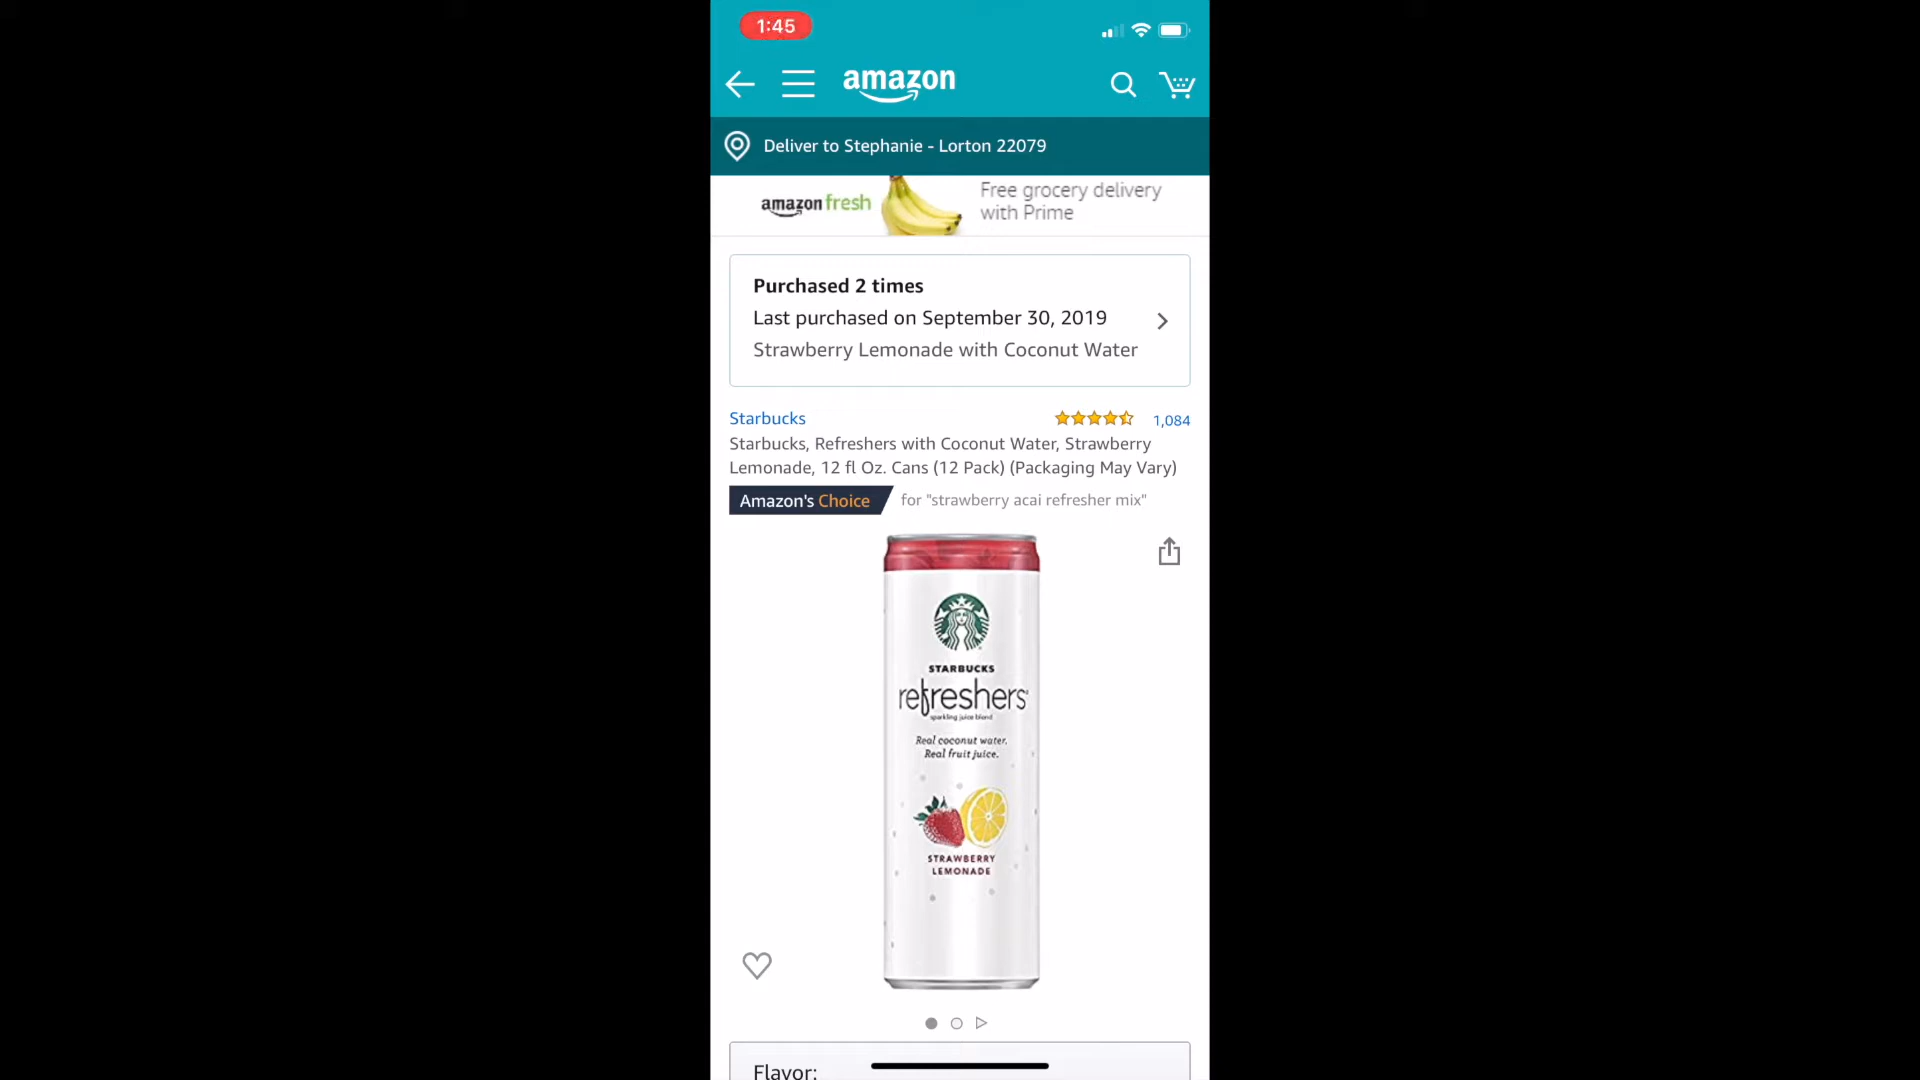 1:45
amazon
Deliver to Stephanie - Lorton 22079
amazon fresh
Free grocery delivery
with Prime
Purchased 2 times
Last purchased on September 30, 2019
Strawberry Lemonade with Coconut Water
Starbucks
1,084
Starbucks, Refreshers with Coconut Water, Strawberry
Lemonade, 12 fl Oz. Cans (12 Pack) (Packaging May Vary)
Amazon's Choice
for "strawberry acai refresher mix"
STARBUCKS
refreshers
sparkling juice blend
Real coconut water.
Real fruit juice.
STRAWBERRY
LEMONADE
Flavor: